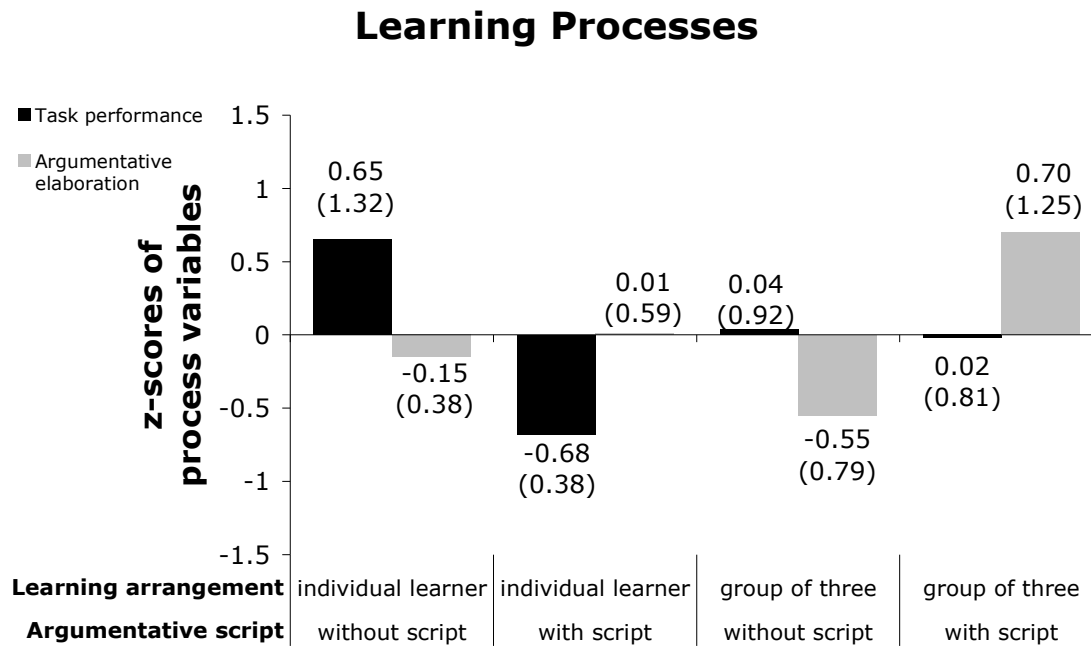 Learning Processes
Task performance
Argumentative
elaboration
z-scores of
process variables
1.5
1
0.5
0
-0.5
-1
-1.5
0.65
(1.32)
-0.15
(0.38)
-0.68
(0.38)
0.01
(0.59)
0.04
(0.92)
-0.55
(0.79)
0.02
(0.81)
0.70
(1.25)
Learning arrangement individual learner individual learner group of three group of three
Argumentative script without script with script without script with script